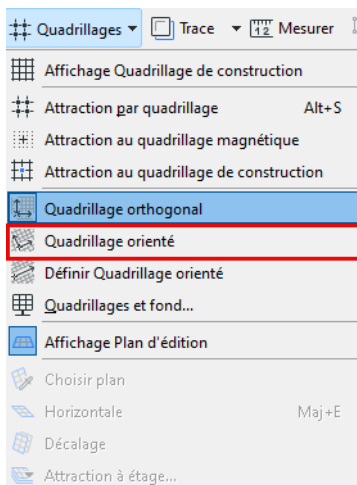 Quadrillages Trace 1 2 Mesurer
Affichage Quadrillage de construction
Attraction par quadrillage Alt+S
Attraction au quadrillage magnétique
Attraction au quadrillage de construction
Quadrillage orthogonal
Quadrillage orienté
Définir Quadrillage orienté
Quadrillages et fond...
Affichage Plan d'édition
Choisir plan
Horizontale Maj+E
Décalage
Attraction à étage...